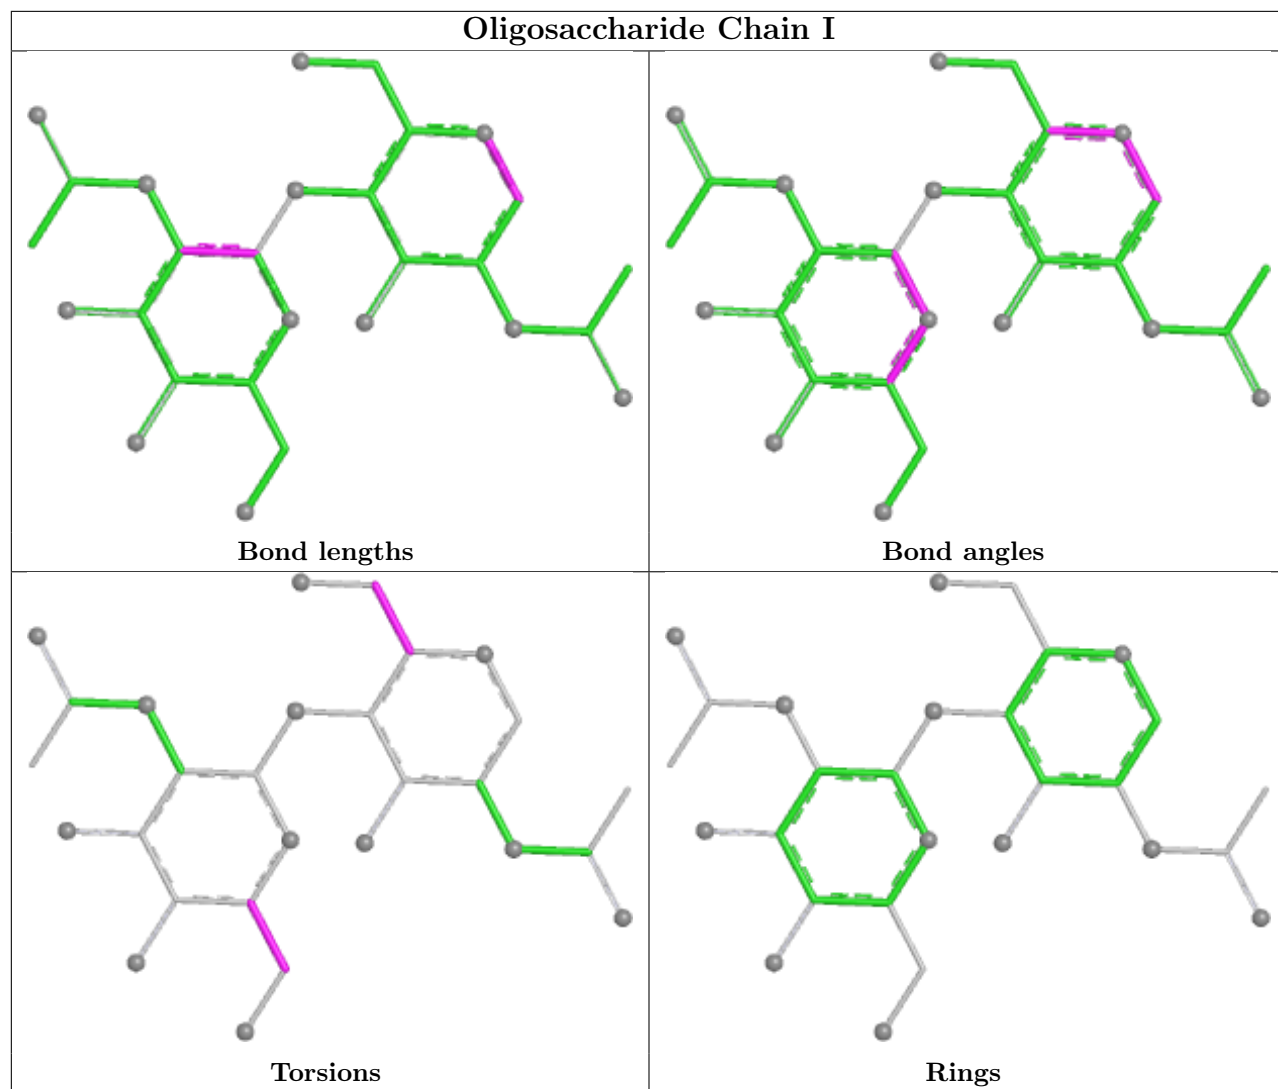 Oligosaccharide Chain I
Bond lengths
Bond angles
Torsions
Rings